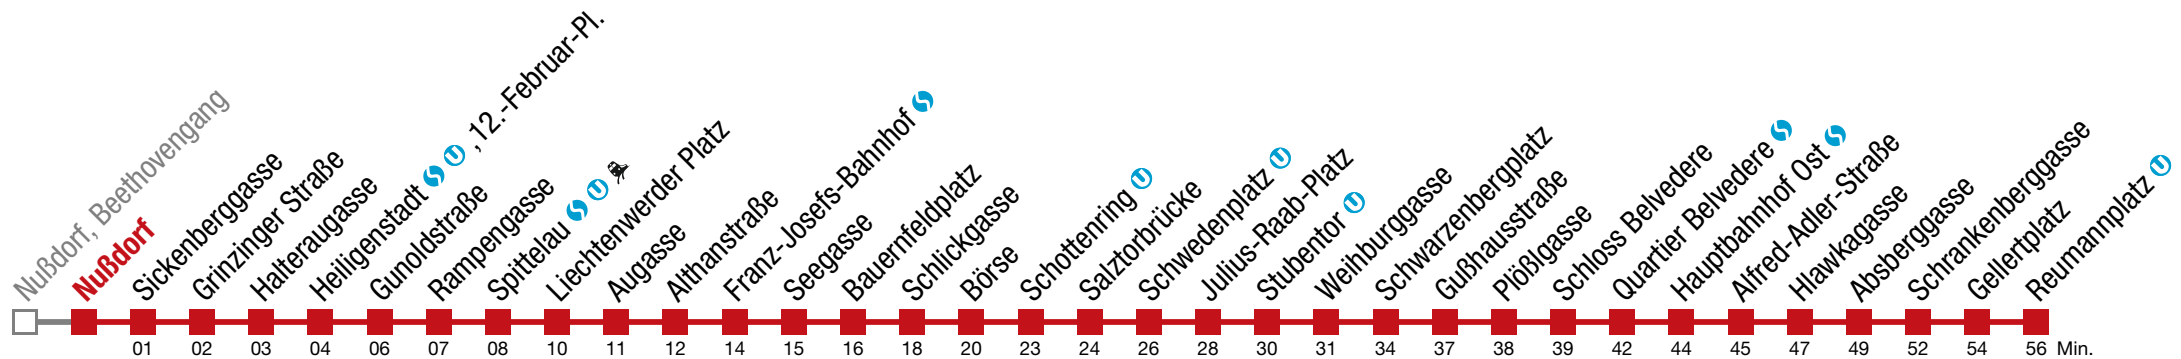 Nußdorf, Beethovengang
Nußdorf
Sickenberggasse
Grinzinger Straße
Halteraugasse
Heiligenstadt S U , 12.-Februar-Pl.
Gunoldstraße
Rampengasse
Spittelau S U
Liechtenwerder Platz
Augasse
Althanstraße
Franz-Josefs-Bahnhof S
Seegasse
Bauernfeldplatz
Schlickgasse
Börse
Schottenring U
Salztorbrücke
Schwedenplatz U
Julius-Raab-Platz
Stubentor U
Weihburggasse
Schwarzenbergplatz
Gußhausstraße
Plößlgasse
Schloss Belvedere
Quartier Belvedere S
Hauptbahnhof Ost S
Alfred-Adler-Straße
Hlawkagasse
Absberggasse
Schrankenberggasse
Gellertplatz
Reumannplatz U
01 02 03 04 06 07 08 10 11 12 14 15 16 18 20 23 24 26 28 30 31 34 37 38 39 42 44 45 47 49 52 54 56 Min.